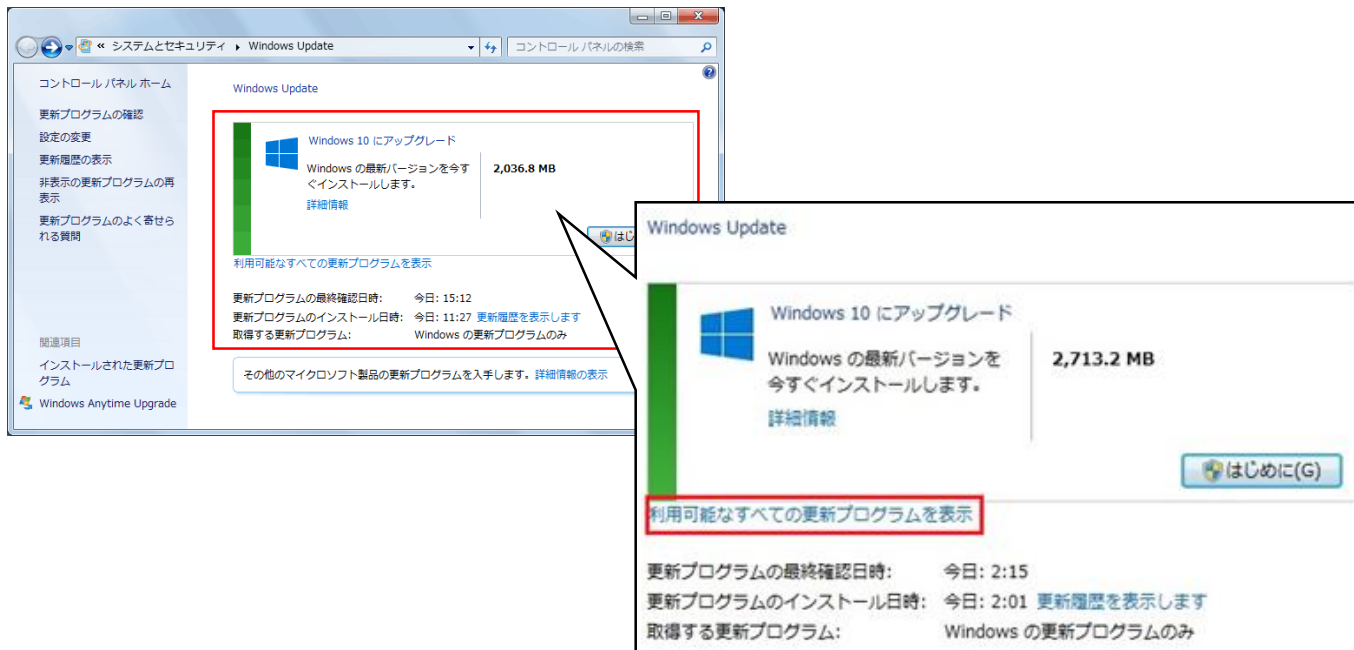 « システムとセキュリティ ▸ Windows Update
コントロール パネルの検索
コントロール パネル ホーム
更新プログラムの確認
設定の変更
更新履歴の表示
非表示の更新プログラムの再
表示
更新プログラムのよく寄せら
れる質問
関連項目
インストールされた更新プロ
グラム
Windows Anytime Upgrade
Windows Update
Windows 10 にアップグレード
Windows の最新バージョンを今す
ぐインストールします。
2,036.8 MB
詳細情報
はじ
利用可能なすべての更新プログラムを表示
更新プログラムの最終確認日時: 今日: 15:12
更新プログラムのインストール日時: 今日: 11:27 更新履歴を表示します
取得する更新プログラム: Windows の更新プログラムのみ
その他のマイクロソフト製品の更新プログラムを入手します。 詳細情報の表示
Windows Update
Windows 10 にアップグレード
Windows の最新バージョンを
今すぐインストールします。
2,713.2 MB
詳細情報
はじめに(G)
利用可能なすべての更新プログラムを表示
更新プログラムの最終確認日時: 今日: 2:15
更新プログラムのインストール日時: 今日: 2:01 更新履歴を表示します
取得する更新プログラム: Windows の更新プログラムのみ